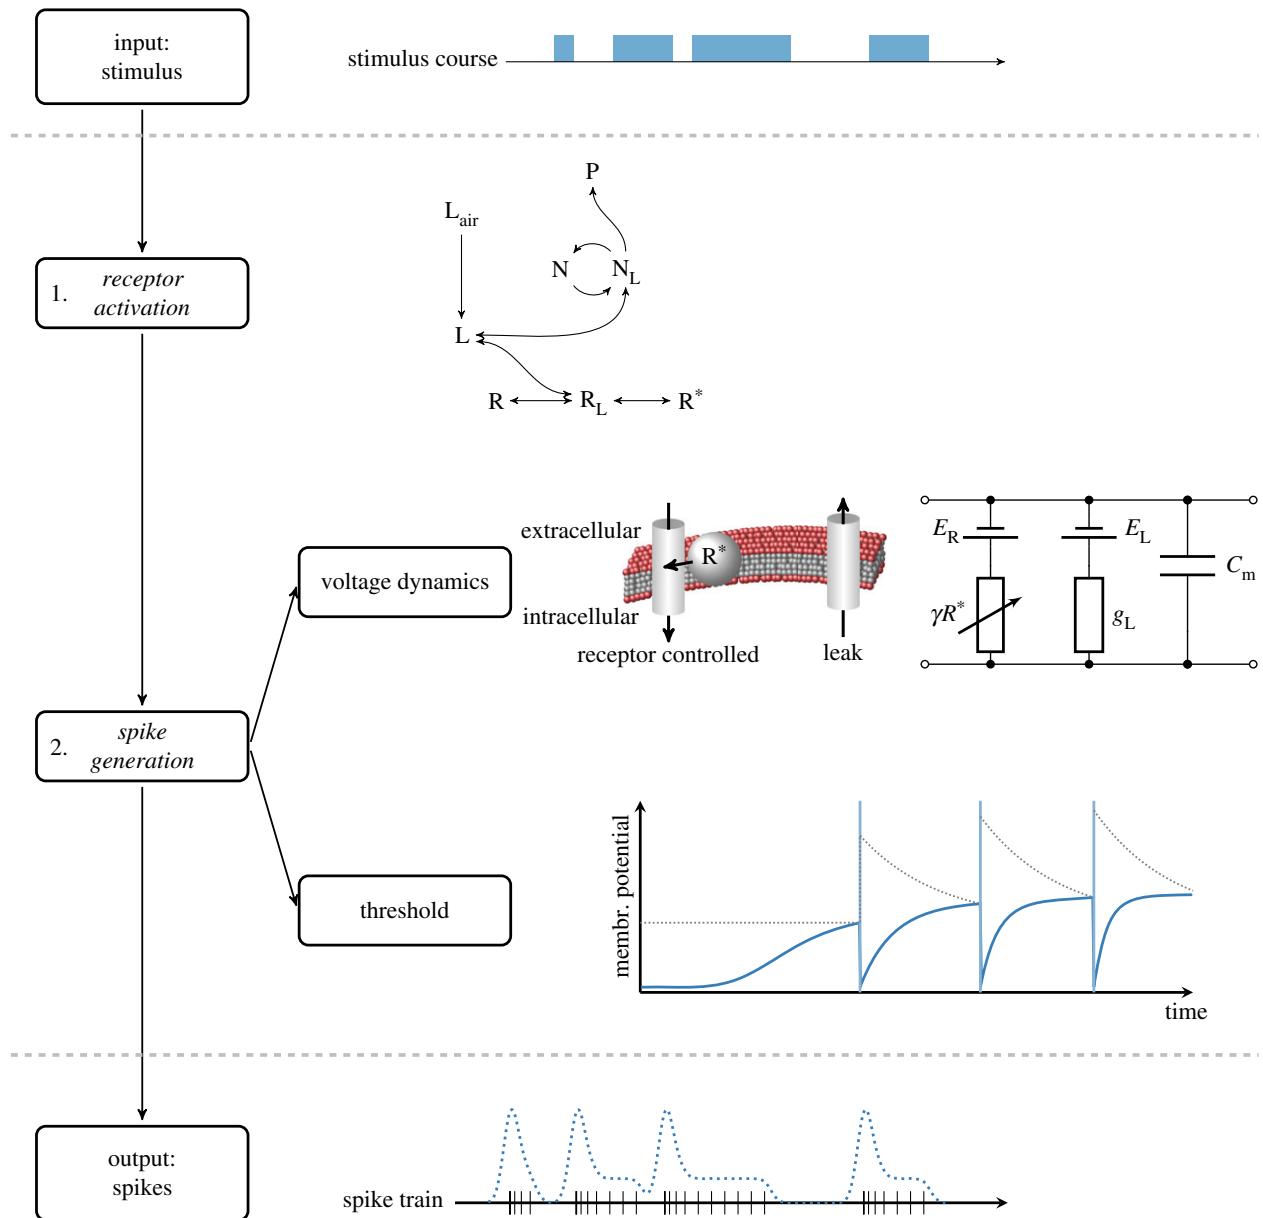 input:
stimulus
stimulus course
P
L_air
N
N_L
1. receptor
activation
L
R
R_L
R*
extracellular
R*
E_R
E_L
C_m
voltage dynamics
intracellular
γR*
g_L
receptor controlled
leak
2. spike
generation
membr. potential
threshold
time
output:
spikes
spike train